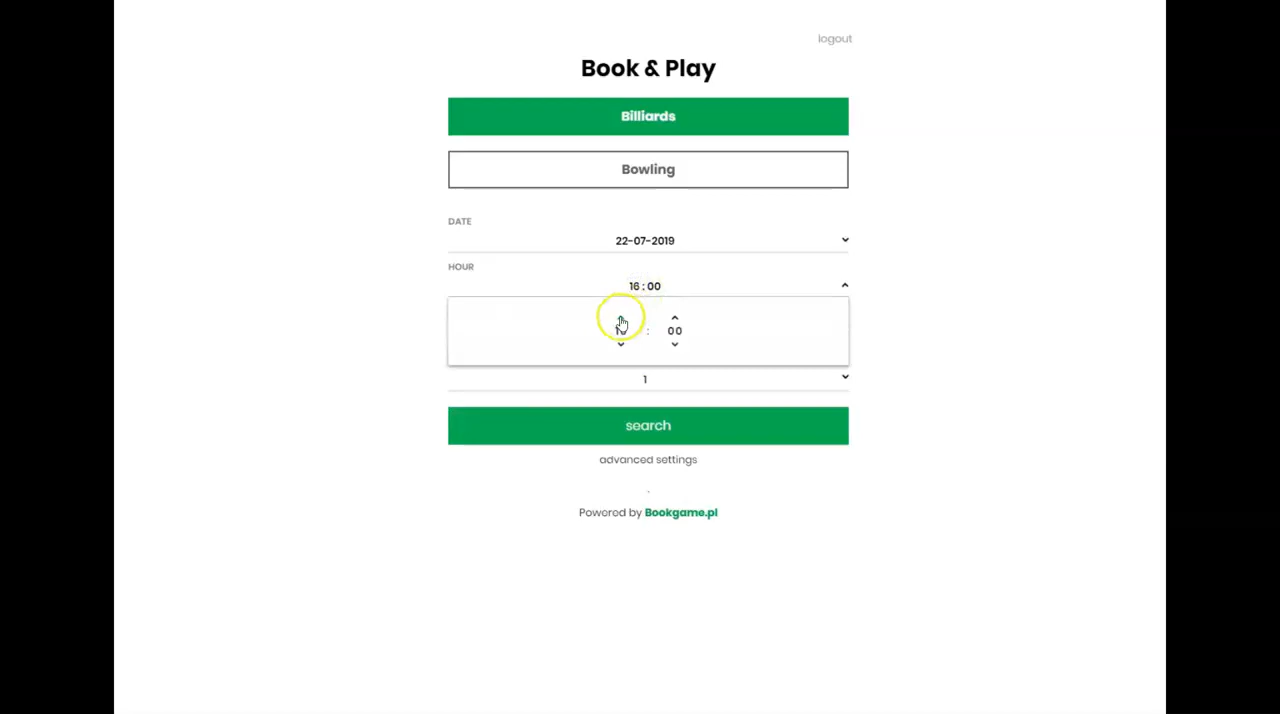 logout
Book & Play
Billiards
Bowling
DATE
22-07-2019
HOUR
16 : 00
: 00
1
search
advanced settings
Powered by Bookgame.pl